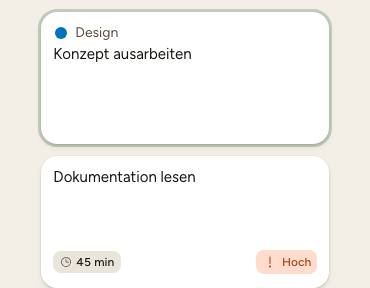 Design
Konzept ausarbeiten
Dokumentation lesen
45 min
! Hoch